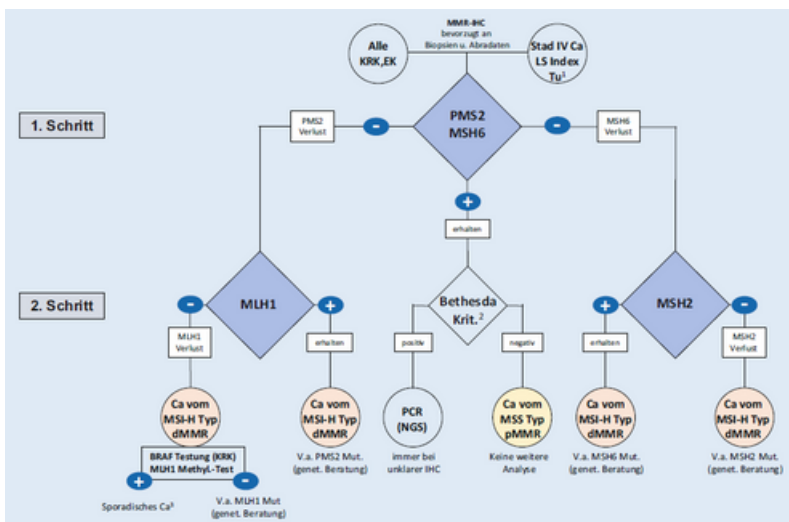 MMR-IHC
bevorzugt an
Biopsien u. Abradaten
Alle
KRK,EK
Stad IV Ca
LS Index
Tu¹
1. Schritt
PMS2
Verlust
-
PMS2
MSH6
-
MSH6
Verlust
+
erhalten
2. Schritt
-
MLH1
+
Bethesda
Krit.²
+
MSH2
-
MLH1
Verlust
erhalten
positiv
negativ
erhalten
MSH2
Verlust
Ca vom
MSI-H Typ
dMMR
Ca vom
MSI-H Typ
dMMR
PCR
(NGS)
Ca vom
MSS Typ
pMMR
Ca vom
MSI-H Typ
dMMR
Ca vom
MSI-H Typ
dMMR
BRAF Testung (KRK)
MLH1 Methyl.-Test
V.a. PMS2 Mut.
(genet. Beratung)
immer bei
unklarer IHC
Keine weitere
Analyse
V.a. MSH6 Mut.
(genet. Beratung)
V.a. MSH2 Mut.
(genet. Beratung)
+
-
Sporadisches Ca³
V.a. MLH1 Mut
(genet. Beratung)